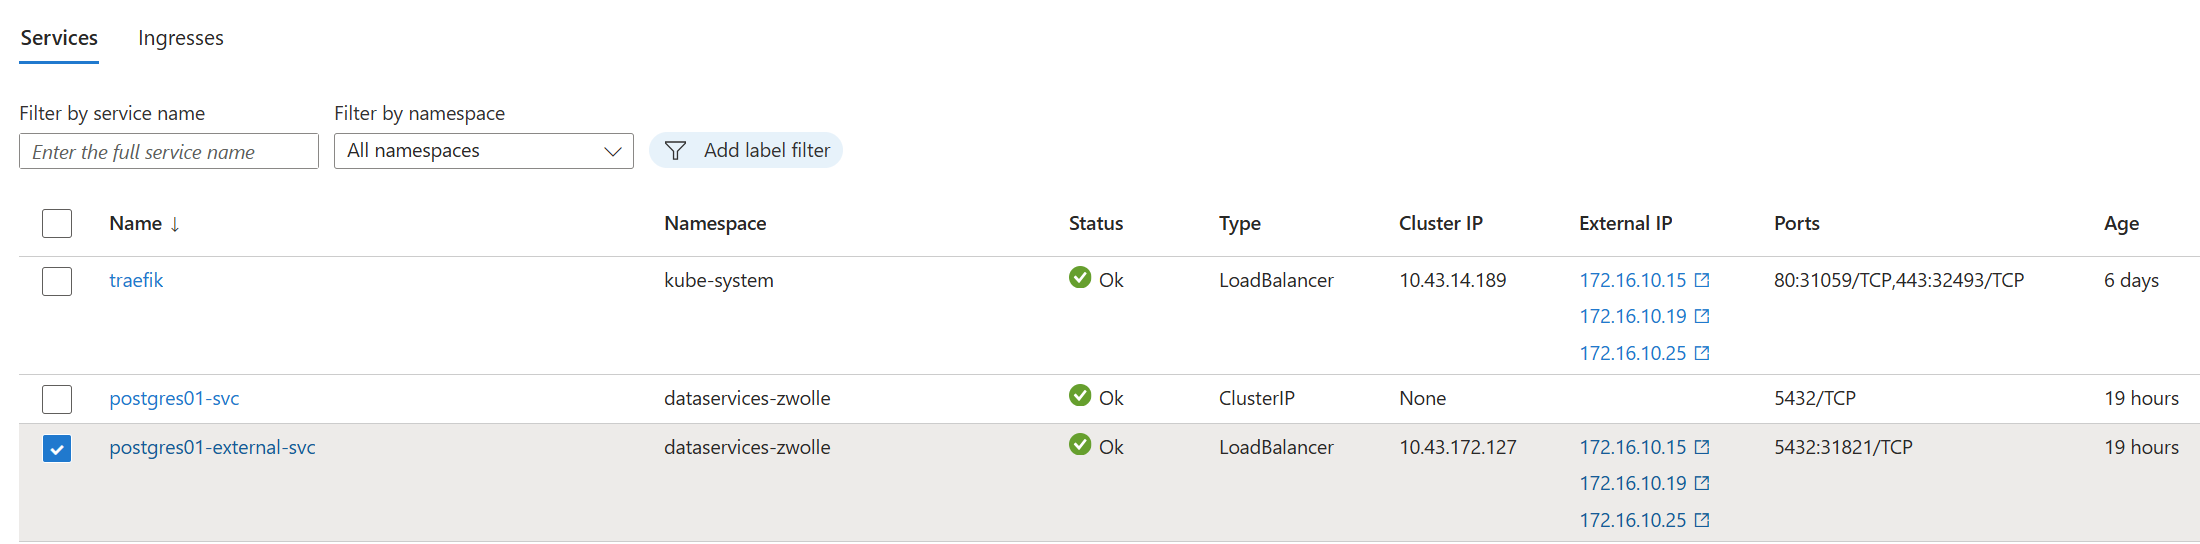 Services Ingresses
Filter by service name Filter by namespace
Enter the full service name All namespaces Add label filter
Name ↓ Namespace Status Type Cluster IP External IP Ports Age
traefik kube-system Ok LoadBalancer 10.43.14.189 172.16.10.15 80:31059/TCP,443:32493/TCP 6 days
172.16.10.19
172.16.10.25
postgres01-svc dataservices-zwolle Ok ClusterIP None 5432/TCP 19 hours
postgres01-external-svc dataservices-zwolle Ok LoadBalancer 10.43.172.127 172.16.10.15 5432:31821/TCP 19 hours
172.16.10.19
172.16.10.25